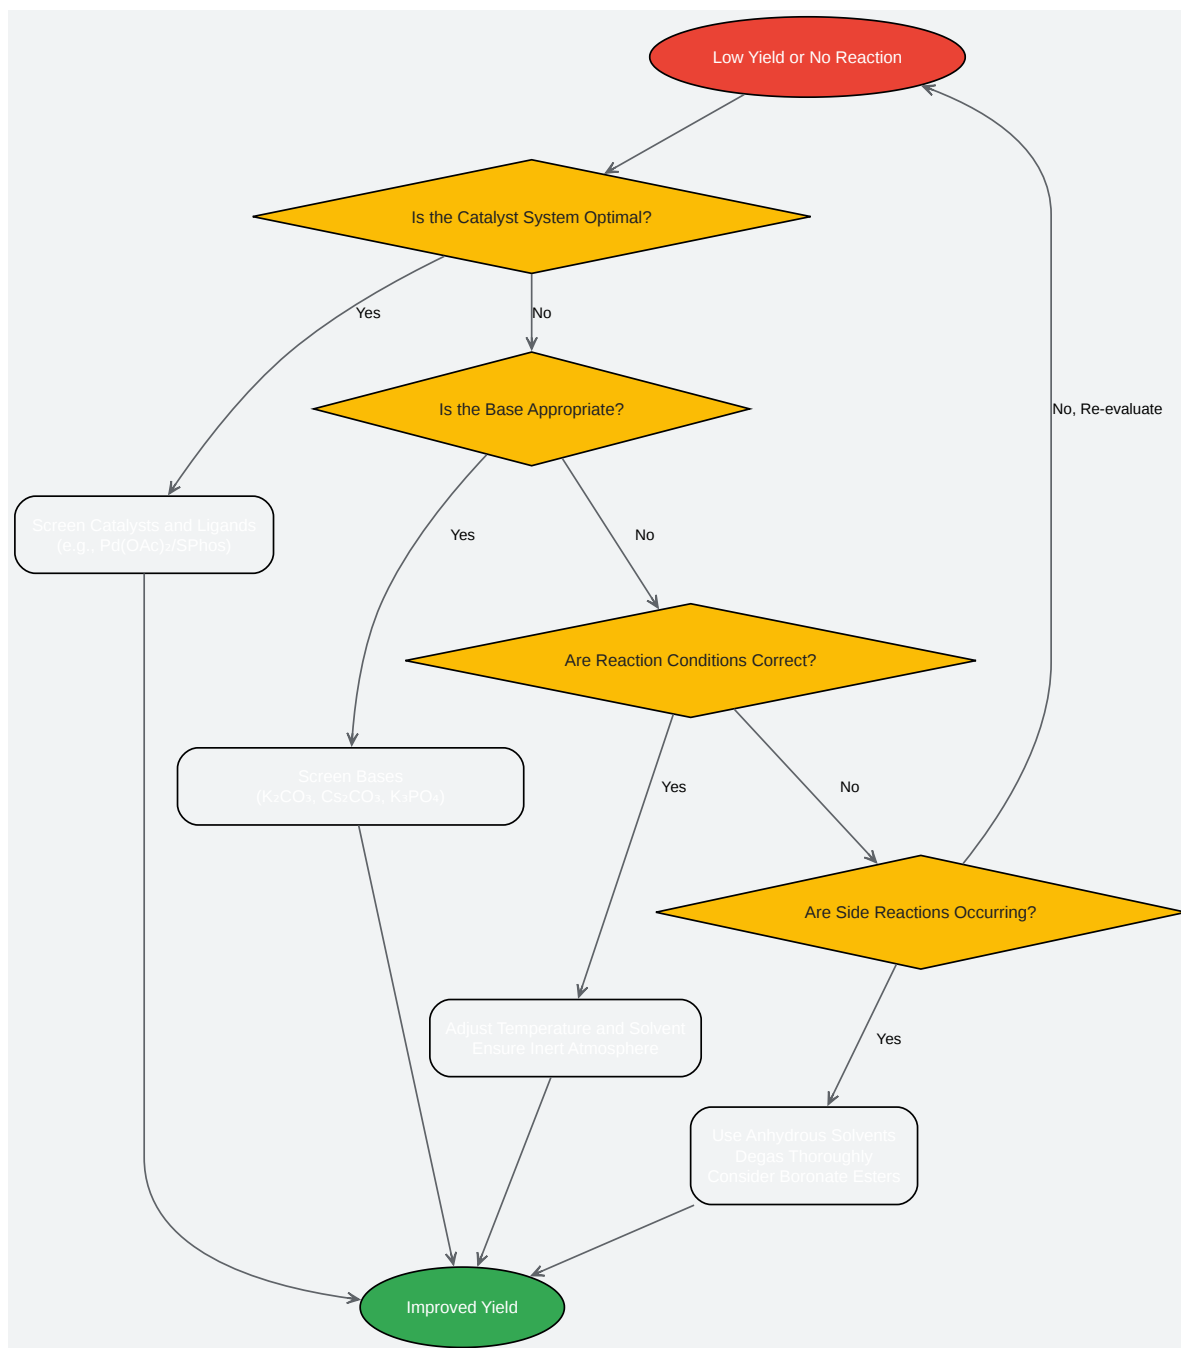 Low Yield or No Reaction
Is the Catalyst System Optimal?
Yes
No
Is the Base Appropriate?
No, Re-evaluate
Screen Catalysts and Ligands
(e.g., Pd(OAc)₂/SPhos)
Yes
No
Are Reaction Conditions Correct?
Screen Bases
(K₂CO₃, Cs₂CO₃, K₃PO₄)
Yes
No
Are Side Reactions Occurring?
Adjust Temperature and Solvent
Ensure Inert Atmosphere
Yes
Use Anhydrous Solvents
Degas Thoroughly
Consider Boronate Esters
Improved Yield